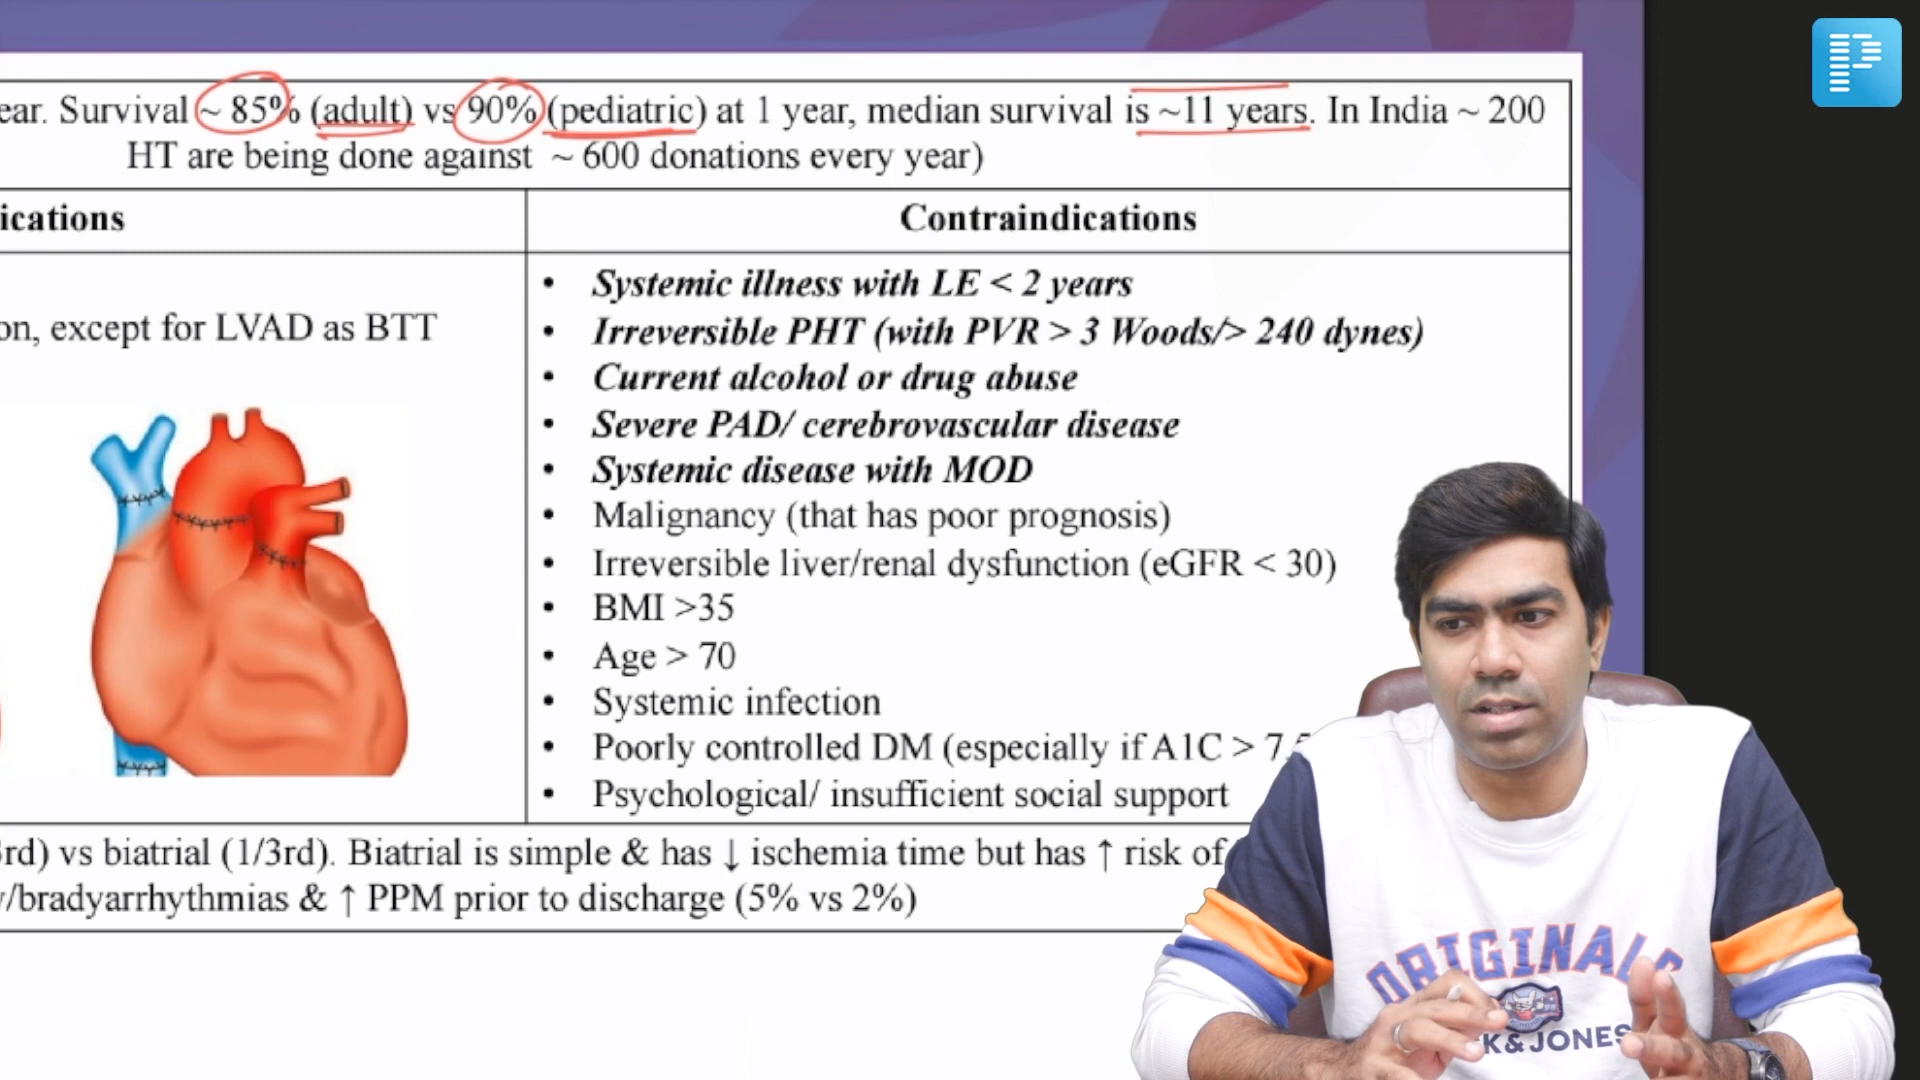 ear. Survival ~ 85% (adult) vs 90% (pediatric) at 1 year, median survival is ~11 years. In India ~ 200
HT are being done against ~ 600 donations every year)
ications
Contraindications
on, except for LVAD as BTT
• Systemic illness with LE < 2 years
• Irreversible PHT (with PVR > 3 Woods/> 240 dynes)
• Current alcohol or drug abuse
• Severe PAD/ cerebrovascular disease
• Systemic disease with MOD
• Malignancy (that has poor prognosis)
• Irreversible liver/renal dysfunction (eGFR < 30)
• BMI >35
• Age > 70
• Systemic infection
• Poorly controlled DM (especially if A1C > 7.
• Psychological/ insufficient social support
rd) vs biatrial (1/3rd). Biatrial is simple & has ↓ ischemia time but has ↑ risk of
/bradyarrhythmias & ↑ PPM prior to discharge (5% vs 2%)
ORIGINALS
K&JONES
P